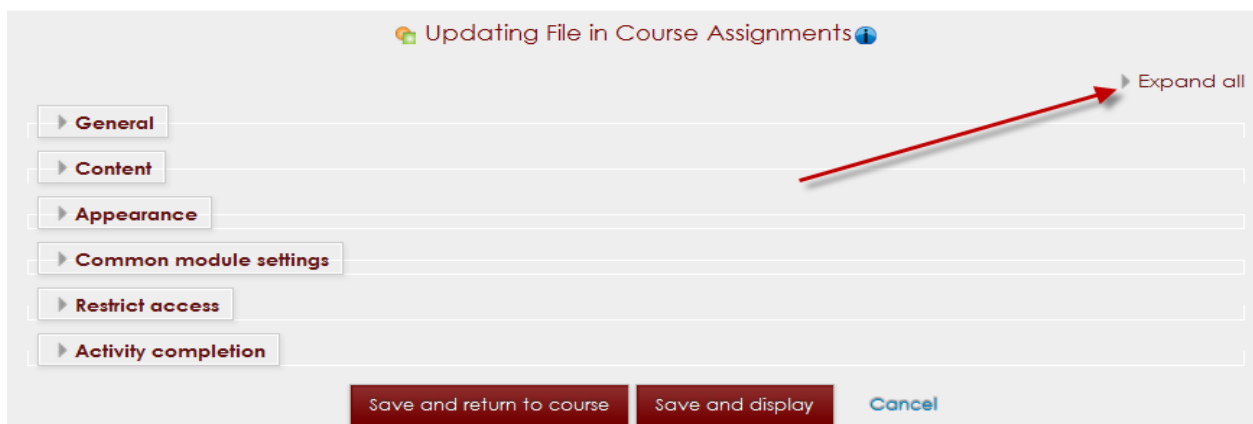 Updating File in Course Assignments
Expand all
General
Content
Appearance
Common module settings
Restrict access
Activity completion
Save and return to course Save and display Cancel